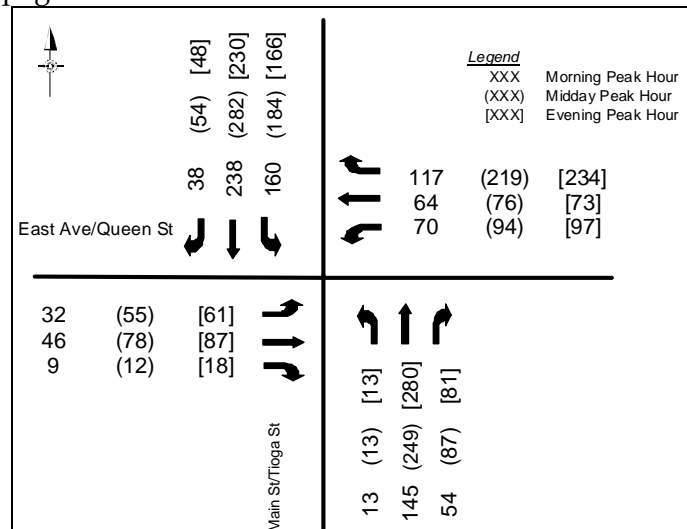 [48] [230] [166]
(54) (282) (184)
38 238 160
Legend
XXX Morning Peak Hour
(XXX) Midday Peak Hour
[XXX] Evening Peak Hour
117 (219) [234]
64 (76) [73]
70 (94) [97]
East Ave/Queen St
32 (55) [61]
46 (78) [87]
9 (12) [18]
[13] [280] [81]
(13) (249) (87)
13 145 54
Main St/Tioga St